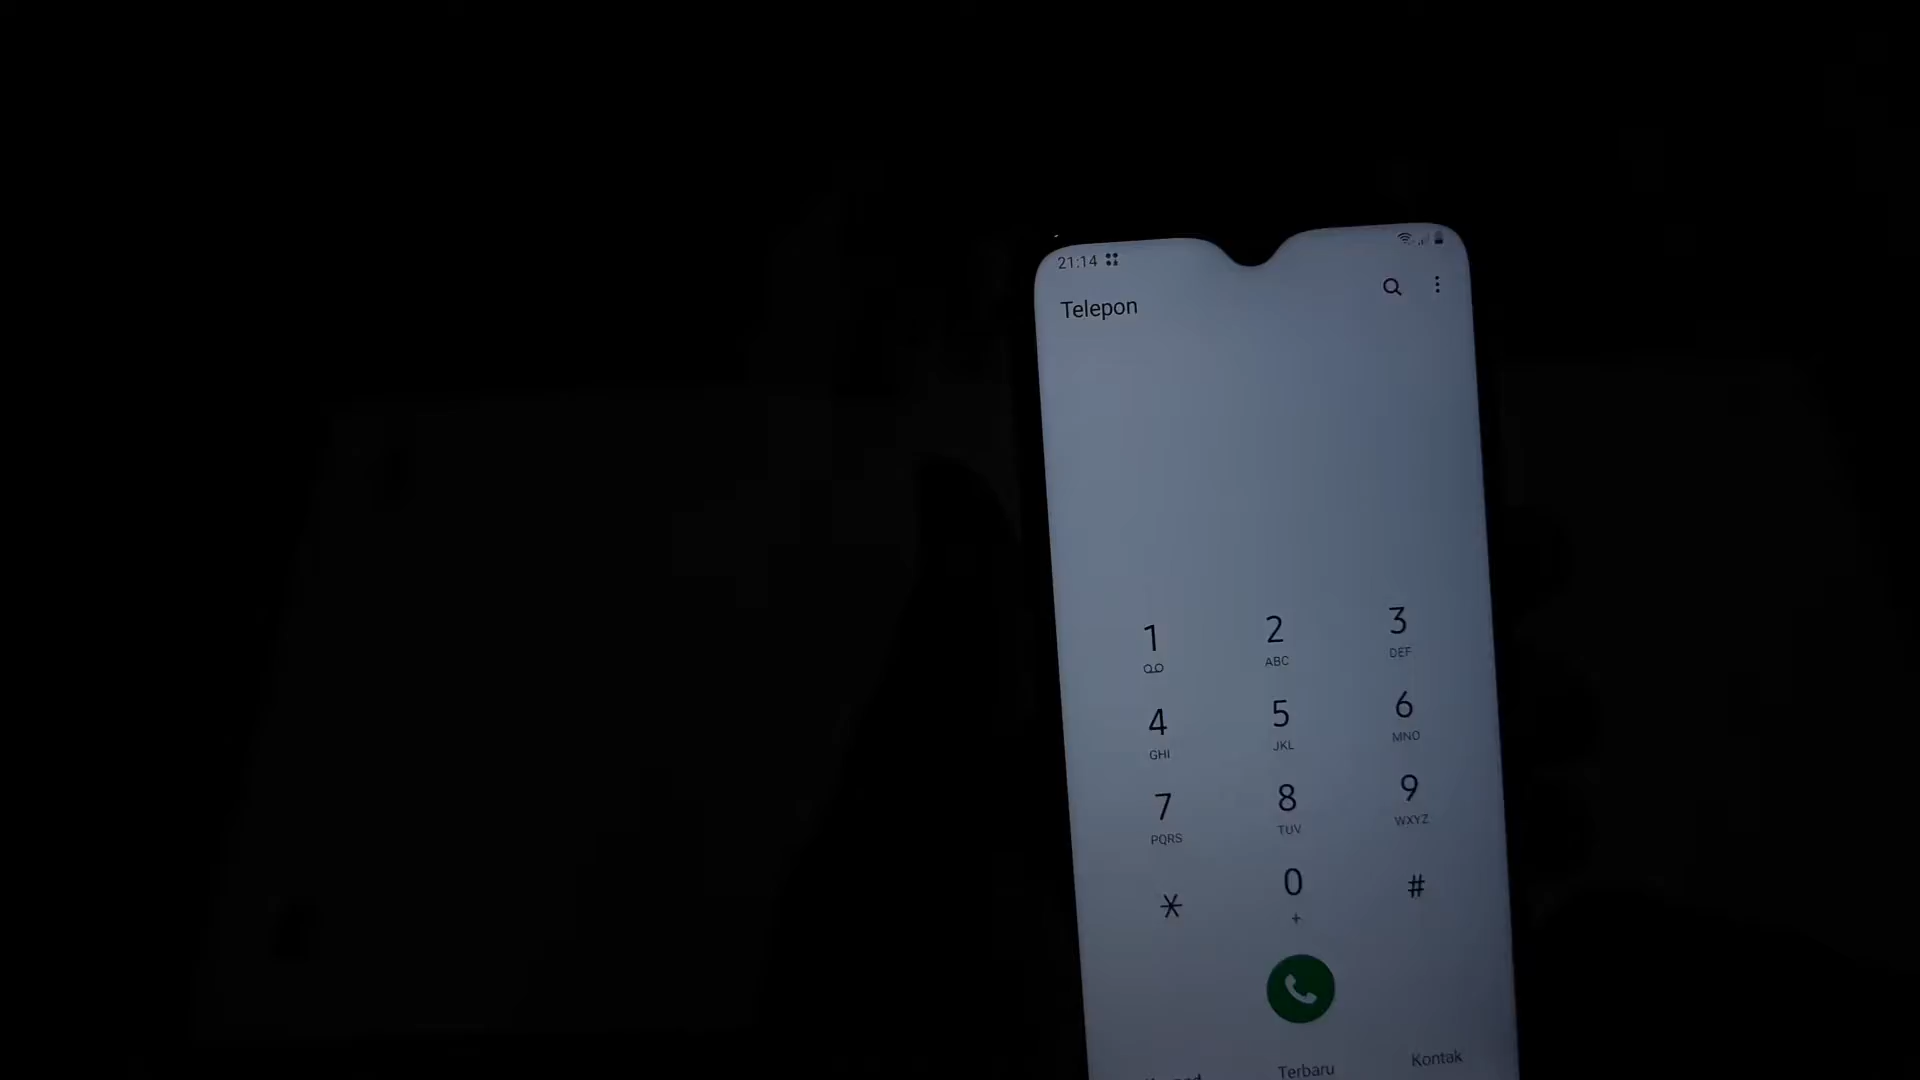 21:14
Telepon
1 2 3
ABC DEF
4 5 6
GHI JKL MNO
7 8 9
PQRS TUV WXYZ
* 0 #
+
Terbaru Kontak